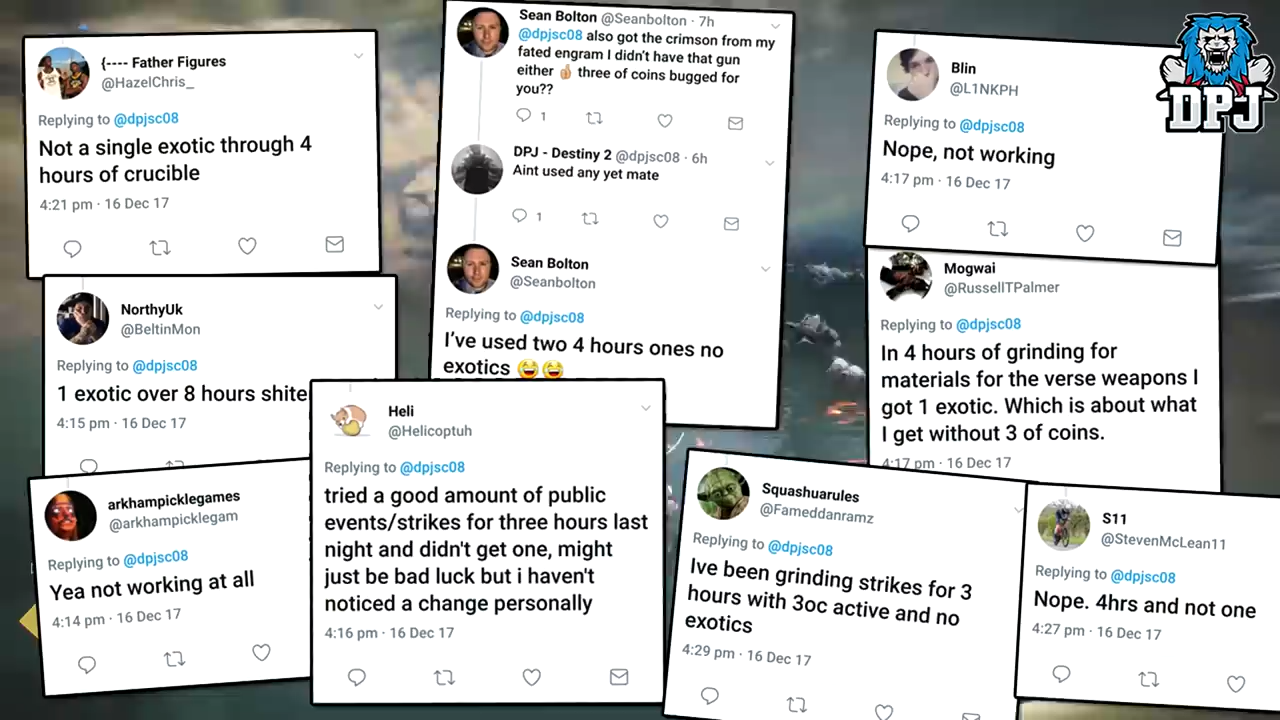 {---- Father Figures
@HazelChris_
Replying to @dpjsc08
Not a single exotic through 4
hours of crucible
4:21 pm · 16 Dec 17
NorthyUk
@BeltinMon
Replying to @dpjsc08
1 exotic over 8 hours shite
4:15 pm · 16 Dec 17
arkhampicklegames
@arkhampicklegam
Replying to @dpjsc08
Yea not working at all
4:14 pm · 16 Dec 17
Sean Bolton @Seanbolton · 7h
@dpjsc08 also got the crimson from my
fated engram I didn't have that gun
either ☝🏼 three of coins bugged for
you??
1
DPJ - Destiny 2 @dpjsc08 · 6h
Aint used any yet mate
1
Sean Bolton
@Seanbolton
Replying to @dpjsc08
I've used two 4 hours ones no
exotics 😂😂
Heli
@Helicoptuh
Replying to @dpjsc08
tried a good amount of public
events/strikes for three hours last
night and didn't get one, might
just be bad luck but i haven't
noticed a change personally
4:16 pm · 16 Dec 17
Blin
@L1NKPH
Replying to @dpjsc08
Nope, not working
4:17 pm · 16 Dec 17
Mogwai
@RussellTPalmer
Replying to @dpjsc08
In 4 hours of grinding for
materials for the verse weapons I
got 1 exotic. Which is about what
I get without 3 of coins.
4:17 pm · 16 Dec 17
Squashuarules
@Fameddanramz
Replying to @dpjsc08
Ive been grinding strikes for 3
hours with 3oc active and no
exotics
4:29 pm · 16 Dec 17
S11
@StevenMcLean11
Replying to @dpjsc08
Nope. 4hrs and not one
4:27 pm · 16 Dec 17
DPJ